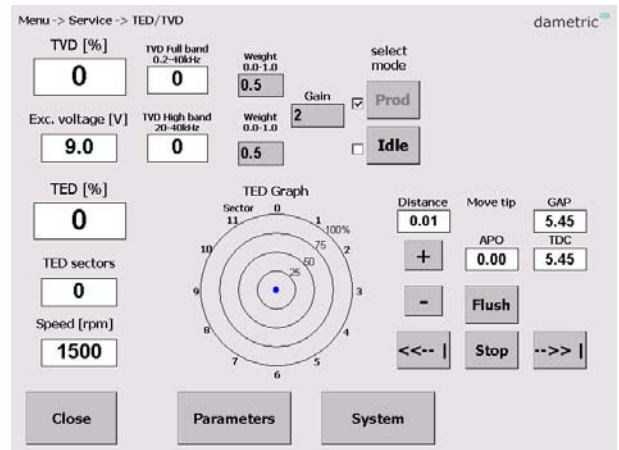 Menu -> Service -> TED/TVD
dametric
TVD [%]
0
TVD Full band
0.2-40kHz
0
Weight
0.0-1.0
0.5
Gain
2
select
mode
Prod
Exc. voltage [V]
9.0
TVD High band
20-40kHz
0
Weight
0.0-1.0
0.5
Idle
TED [%]
0
TED sectors
0
Speed [rpm]
1500
TED Graph
Sector
0
1
2
3
4
5
6
7
8
9
10
11
100%
75
50
25
Distance
0.01
Move tip
GAP
5.45
+
APO
0.00
TDC
5.45
-
Flush
<<-- |
Stop
-->> |
Close
Parameters
System